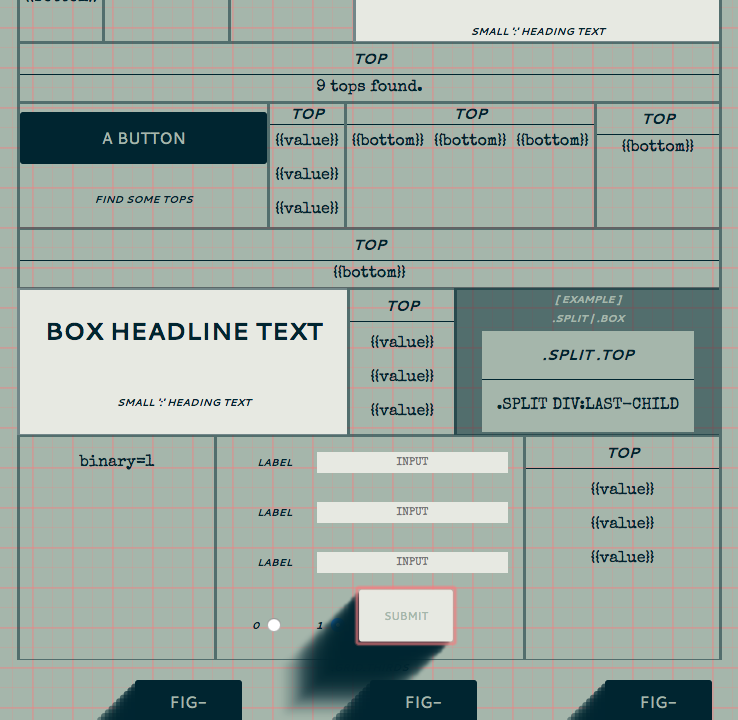 {{bottom}}
SMALL ':' HEADING TEXT
TOP
9 tops found.
A BUTTON
FIND SOME TOPS
TOP
{{value}}
{{value}}
{{value}}
TOP
{{bottom}} {{bottom}} {{bottom}}
TOP
{{bottom}}
TOP
{{bottom}}
BOX HEADLINE TEXT
SMALL ':' HEADING TEXT
TOP
{{value}}
{{value}}
{{value}}
[ EXAMPLE ]
.SPLIT | .BOX
.SPLIT .TOP
.SPLIT DIV:LAST-CHILD
binary=1
LABEL INPUT
LABEL INPUT
LABEL INPUT
0 1 SUBMIT
TOP
{{value}}
{{value}}
{{value}}
FIG- FIG- FIG-